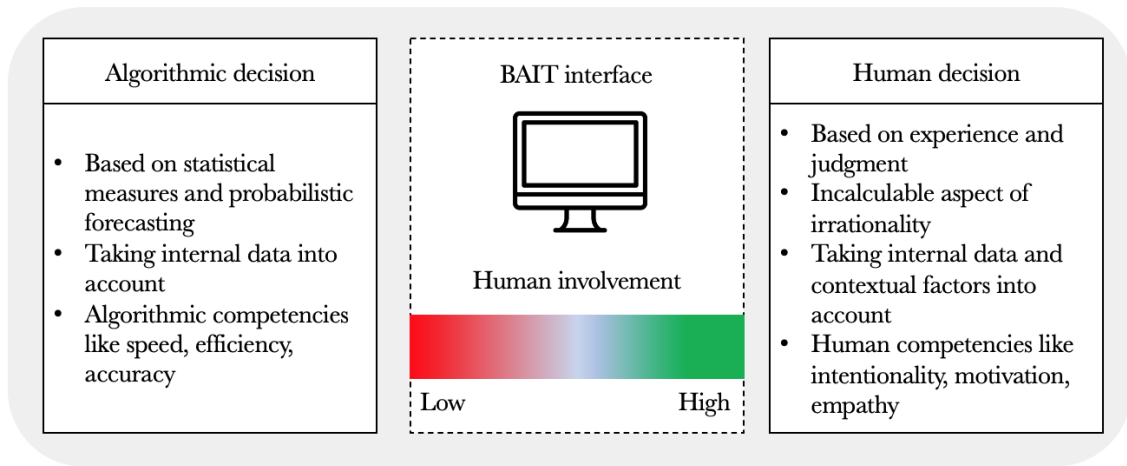 Algorithmic decision
• Based on statistical
measures and probabilistic
forecasting
• Taking internal data into
account
• Algorithmic competencies
like speed, efficiency,
accuracy
BAIT interface
Human involvement
Low High
Human decision
• Based on experience and
judgment
• Incalculable aspect of
irrationality
• Taking internal data and
contextual factors into
account
• Human competencies like
intentionality, motivation,
empathy